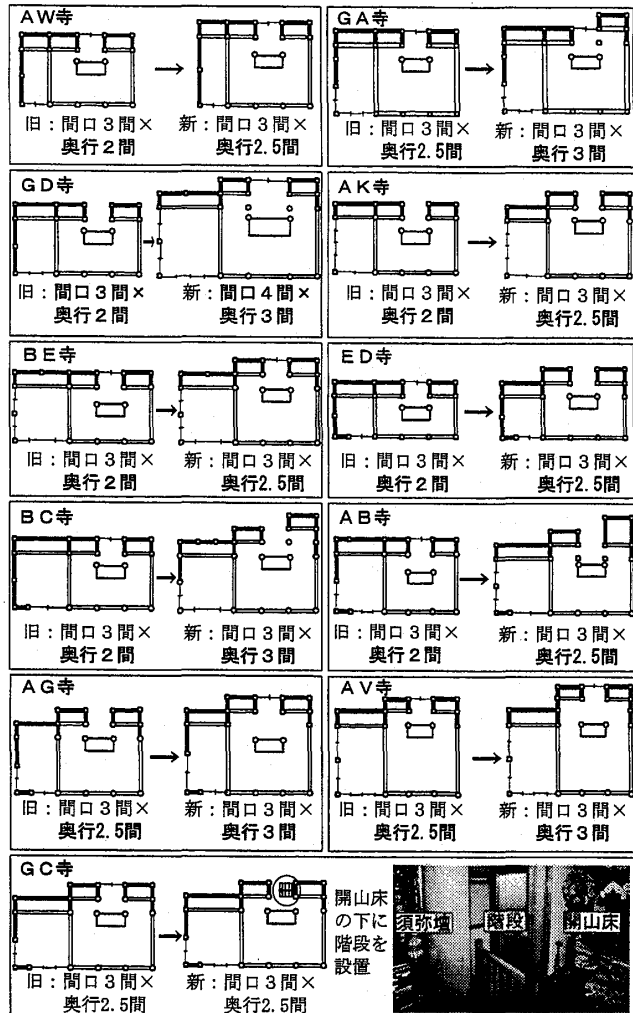 AW寺
旧:間口3間×
奥行2間
新:間口3間×
奥行2.5間
GA寺
旧:間口3間×
奥行2.5間
新:間口3間×
奥行3間
GD寺
旧:間口3間×
奥行2間
新:間口4間×
奥行3間
AK寺
旧:間口3間×
奥行2間
新:間口3間×
奥行2.5間
BE寺
旧:間口3間×
奥行2間
新:間口3間×
奥行2.5間
ED寺
旧:間口3間×
奥行2間
新:間口3間×
奥行2.5間
BC寺
旧:間口3間×
奥行2間
新:間口3間×
奥行3間
AB寺
旧:間口3間×
奥行2間
新:間口3間×
奥行2.5間
AG寺
旧:間口3間×
奥行2.5間
新:間口3間×
奥行3間
AV寺
旧:間口3間×
奥行2.5間
新:間口3間×
奥行3間
GC寺
旧:間口3間×
奥行2.5間
新:間口3間×
奥行2.5間
開山床
の下に
階段を
設置
須弥壇
階段
開山床